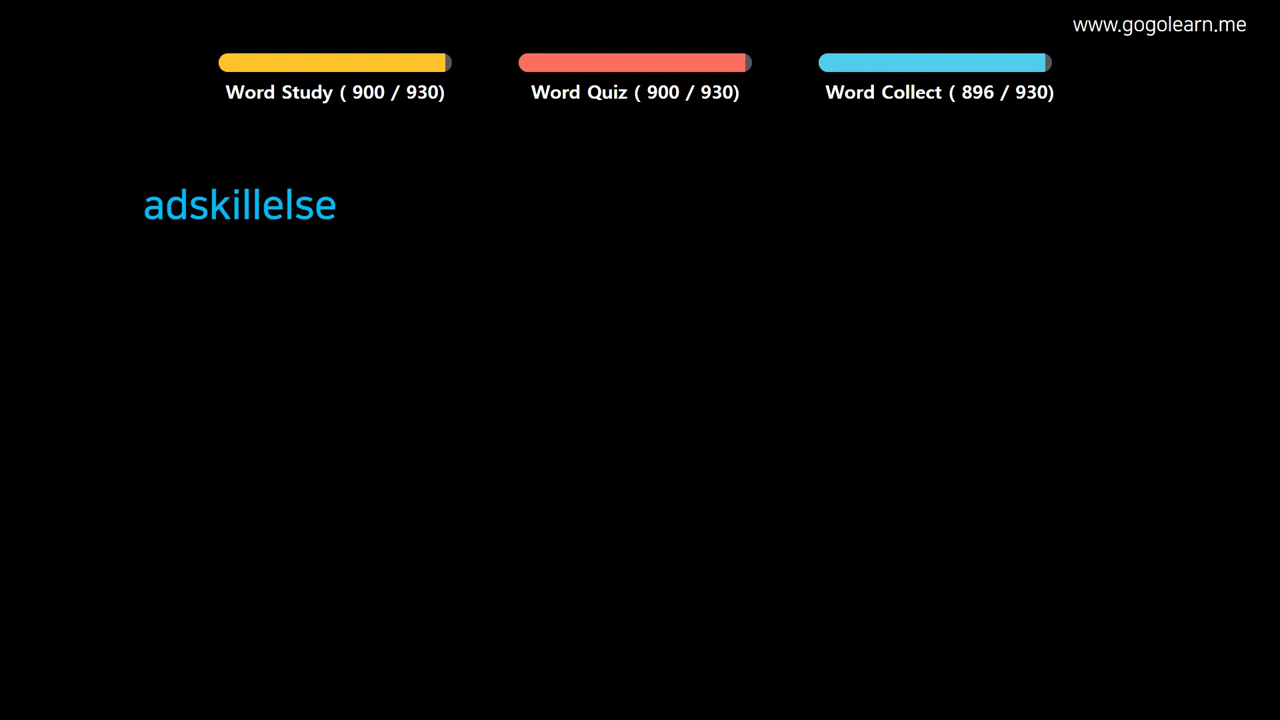 www.gogolearn.me
Word Study ( 900 / 930)
Word Quiz ( 900 / 930)
Word Collect ( 896 / 930)
adskillelse